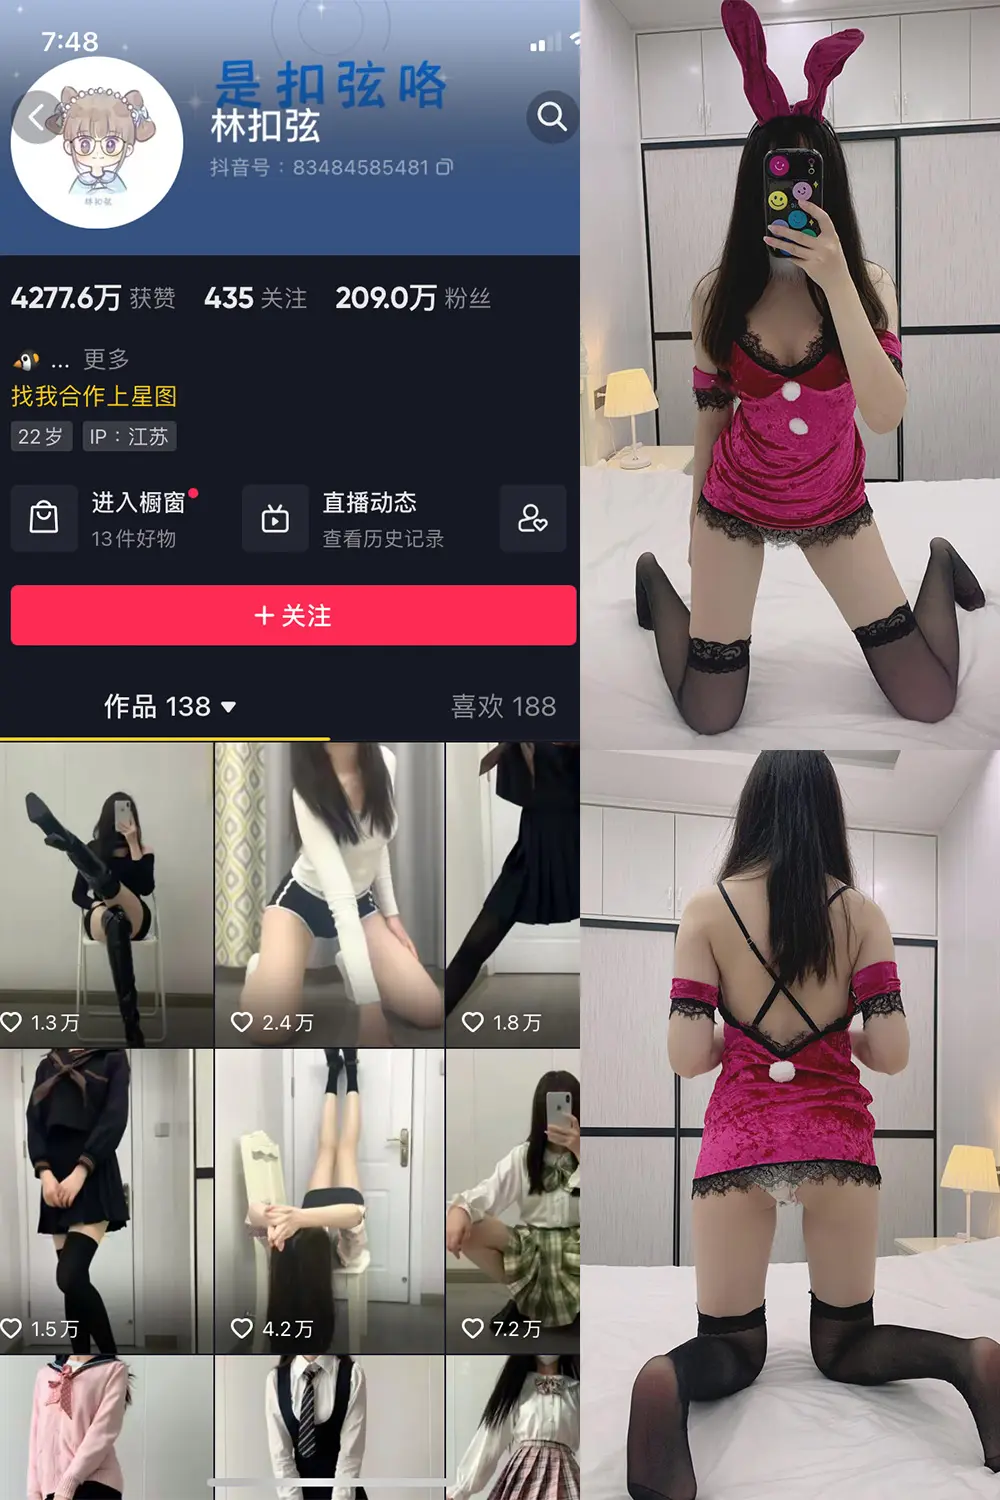 7:48
是扣弦咯
林扣弦
抖音号：83484585481
林扣弦
4277.6万 获赞 435 关注 209.0万 粉丝
... 更多
找我合作上星图
22岁 IP：江苏
进入橱窗 直播动态
13件好物 查看历史记录
+ 关注
作品 138 喜欢 188
1.3万 2.4万 1.8万
1.5万 4.2万 7.2万